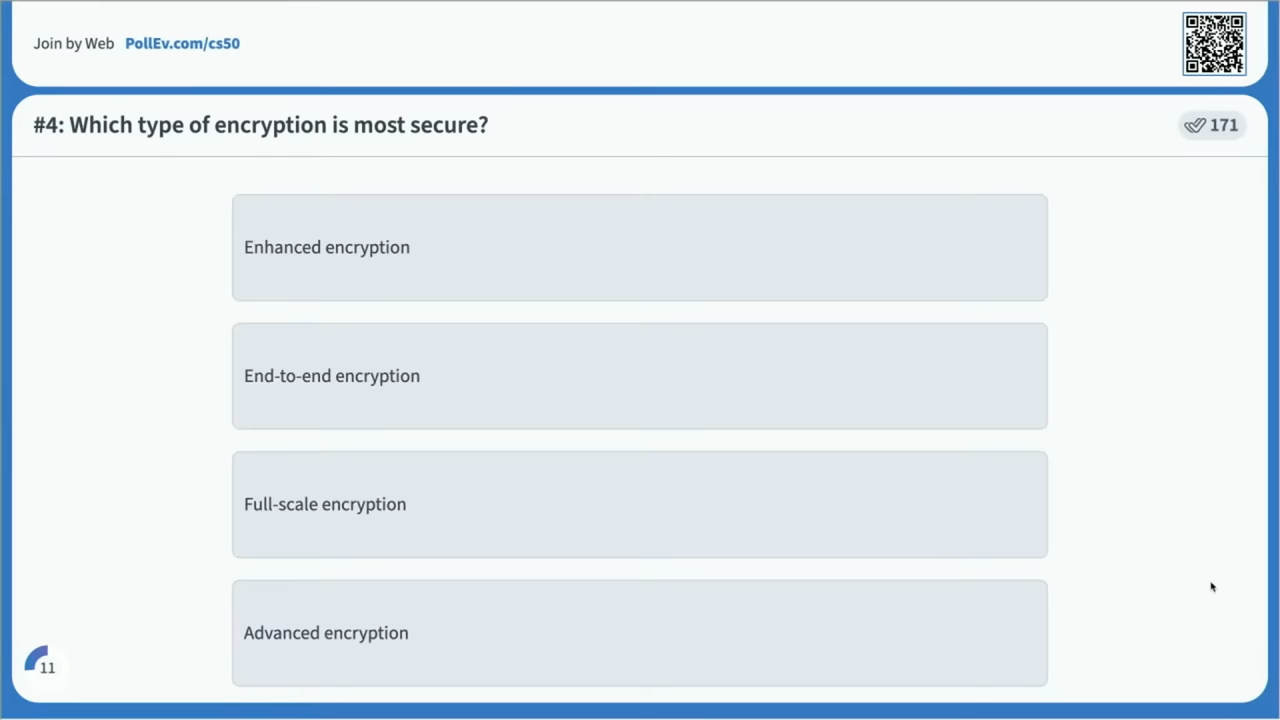 Join by Web PollEv.com/cs50
#4: Which type of encryption is most secure?
171
Enhanced encryption
End-to-end encryption
Full-scale encryption
Advanced encryption
11